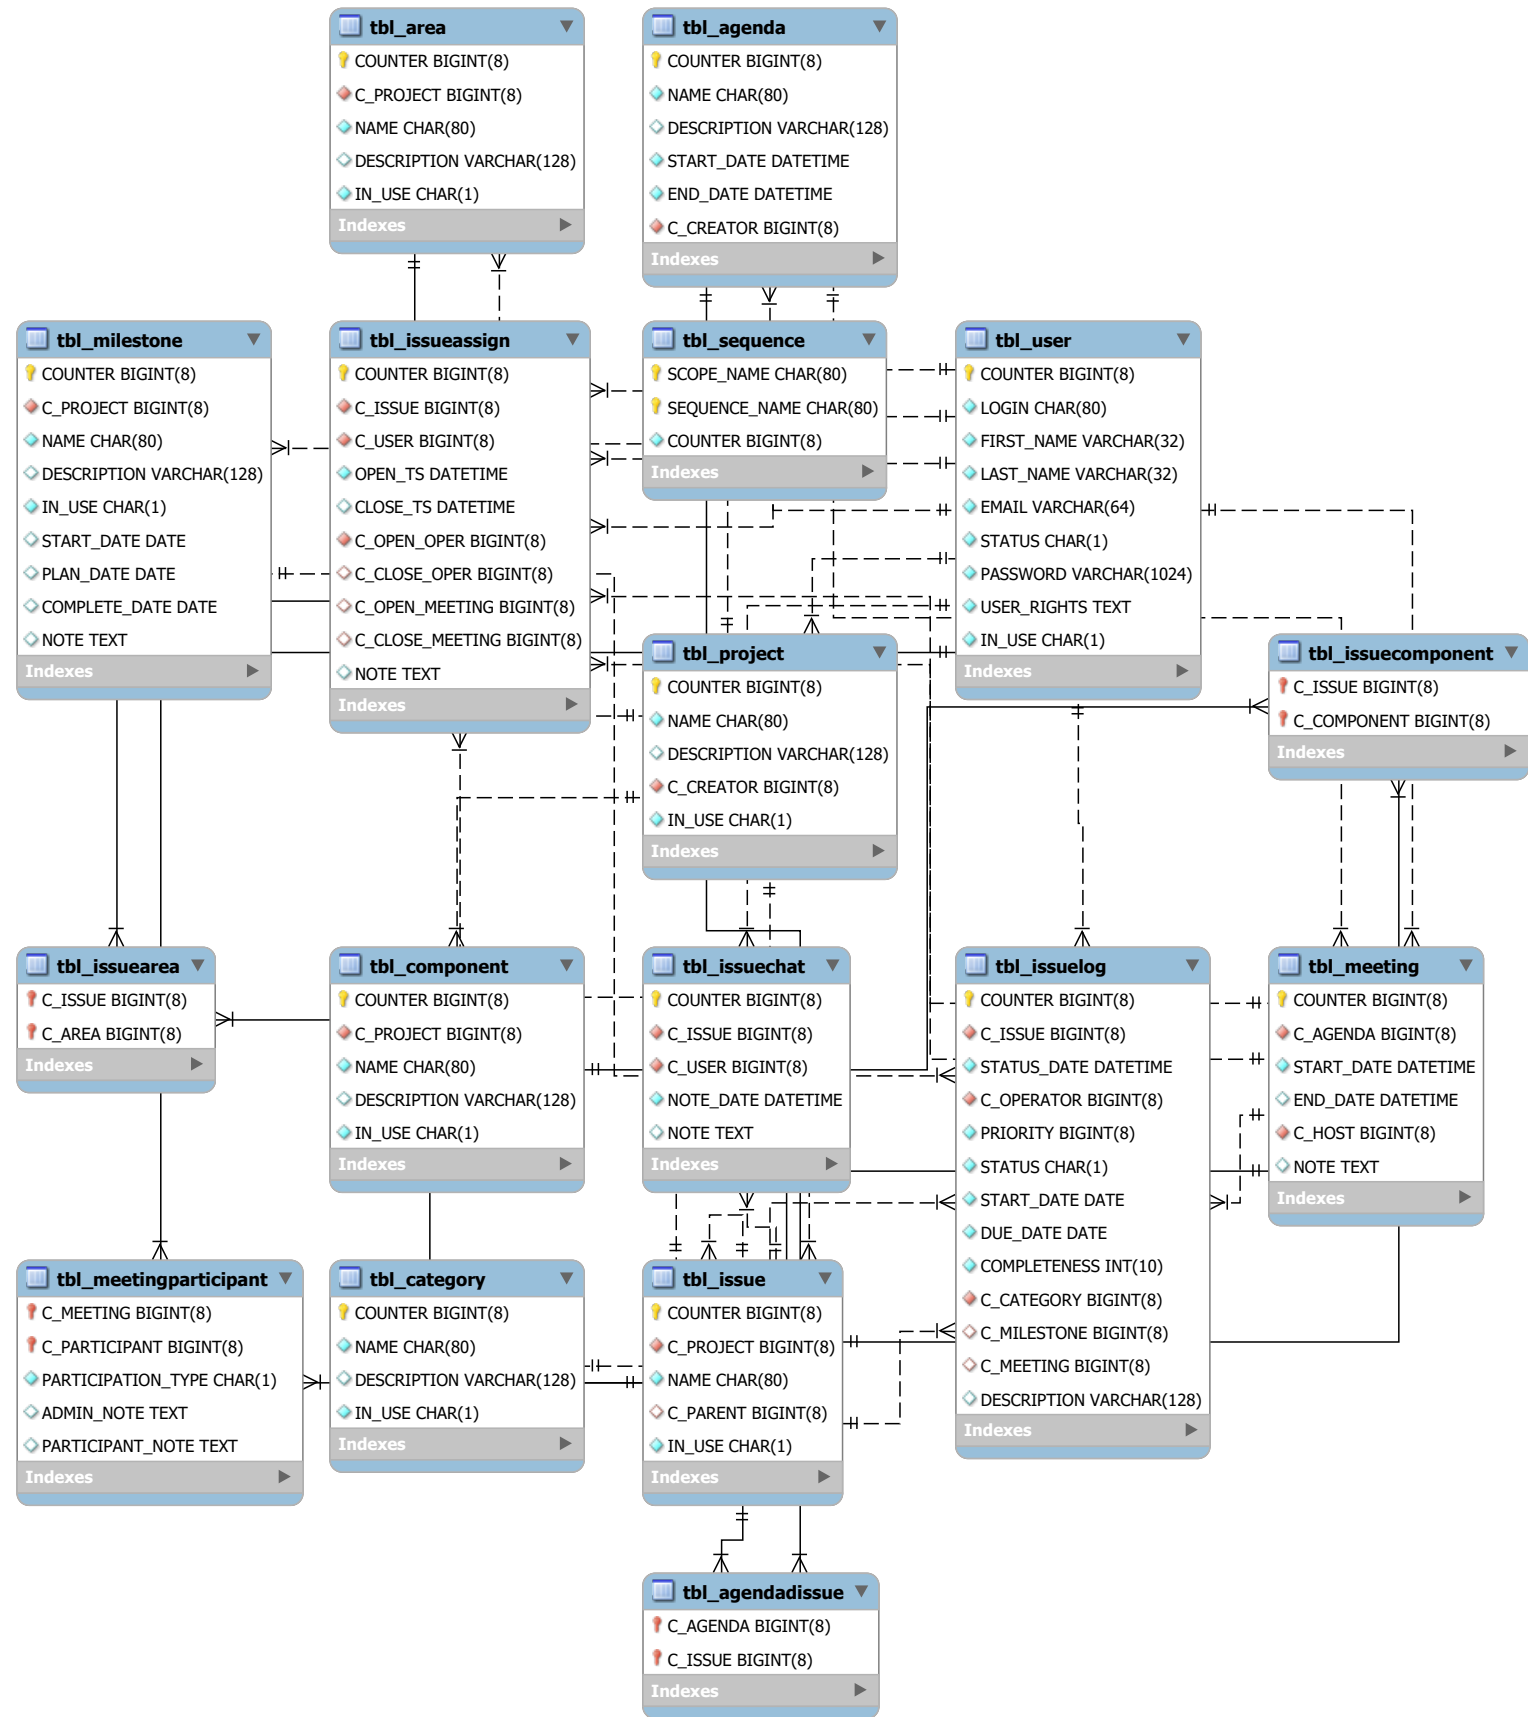 tbl_area
COUNTER BIGINT(8)
C_PROJECT BIGINT(8)
NAME CHAR(80)
DESCRIPTION VARCHAR(128)
IN_USE CHAR(1)
Indexes
tbl_agenda
COUNTER BIGINT(8)
NAME CHAR(80)
DESCRIPTION VARCHAR(128)
START_DATE DATETIME
END_DATE DATETIME
C_CREATOR BIGINT(8)
Indexes
tbl_milestone
COUNTER BIGINT(8)
C_PROJECT BIGINT(8)
NAME CHAR(80)
DESCRIPTION VARCHAR(128)
IN_USE CHAR(1)
START_DATE DATE
PLAN_DATE DATE
COMPLETE_DATE DATE
NOTE TEXT
Indexes
tbl_issueassign
COUNTER BIGINT(8)
C_ISSUE BIGINT(8)
C_USER BIGINT(8)
OPEN_TS DATETIME
CLOSE_TS DATETIME
C_OPEN_OPER BIGINT(8)
C_CLOSE_OPER BIGINT(8)
C_OPEN_MEETING BIGINT(8)
C_CLOSE_MEETING BIGINT(8)
NOTE TEXT
Indexes
tbl_sequence
SCOPE_NAME CHAR(80)
SEQUENCE_NAME CHAR(80)
COUNTER BIGINT(8)
Indexes
tbl_user
COUNTER BIGINT(8)
LOGIN CHAR(80)
FIRST_NAME VARCHAR(32)
LAST_NAME VARCHAR(32)
EMAIL VARCHAR(64)
STATUS CHAR(1)
PASSWORD VARCHAR(1024)
USER_RIGHTS TEXT
IN_USE CHAR(1)
Indexes
tbl_project
COUNTER BIGINT(8)
NAME CHAR(80)
DESCRIPTION VARCHAR(128)
C_CREATOR BIGINT(8)
IN_USE CHAR(1)
Indexes
tbl_issuecomponent
C_ISSUE BIGINT(8)
C_COMPONENT BIGINT(8)
Indexes
tbl_issuearea
C_ISSUE BIGINT(8)
C_AREA BIGINT(8)
Indexes
tbl_component
COUNTER BIGINT(8)
C_PROJECT BIGINT(8)
NAME CHAR(80)
DESCRIPTION VARCHAR(128)
IN_USE CHAR(1)
Indexes
tbl_issuechat
COUNTER BIGINT(8)
C_ISSUE BIGINT(8)
C_USER BIGINT(8)
NOTE_DATE DATETIME
NOTE TEXT
Indexes
tbl_issuelog
COUNTER BIGINT(8)
C_ISSUE BIGINT(8)
STATUS_DATE DATETIME
C_OPERATOR BIGINT(8)
PRIORITY BIGINT(8)
STATUS CHAR(1)
START_DATE DATE
DUE_DATE DATE
COMPLETENESS INT(10)
C_CATEGORY BIGINT(8)
C_MILESTONE BIGINT(8)
C_MEETING BIGINT(8)
DESCRIPTION VARCHAR(128)
Indexes
tbl_meeting
COUNTER BIGINT(8)
C_AGENDA BIGINT(8)
START_DATE DATETIME
END_DATE DATETIME
C_HOST BIGINT(8)
NOTE TEXT
Indexes
tbl_meetingparticipant
C_MEETING BIGINT(8)
C_PARTICIPANT BIGINT(8)
PARTICIPATION_TYPE CHAR(1)
ADMIN_NOTE TEXT
PARTICIPANT_NOTE TEXT
Indexes
tbl_category
COUNTER BIGINT(8)
NAME CHAR(80)
DESCRIPTION VARCHAR(128)
IN_USE CHAR(1)
Indexes
tbl_issue
COUNTER BIGINT(8)
C_PROJECT BIGINT(8)
NAME CHAR(80)
C_PARENT BIGINT(8)
IN_USE CHAR(1)
Indexes
tbl_agendadissue
C_AGENDA BIGINT(8)
C_ISSUE BIGINT(8)
Indexes